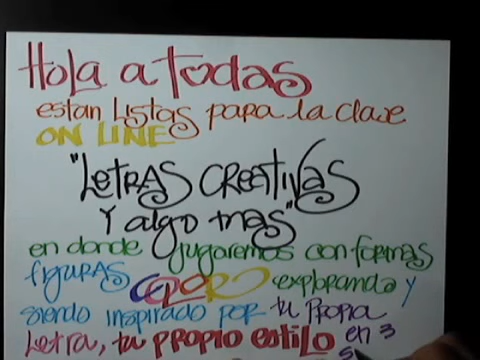 Hola a todas
estan listas para la clase
ON LINE
"LetRAS CReativas
Y algo mas"
en donde jugaremos con formas
figuras COLOR explorando y
siendo inspirado por tu propia
Letra, tu propio estilo en 3